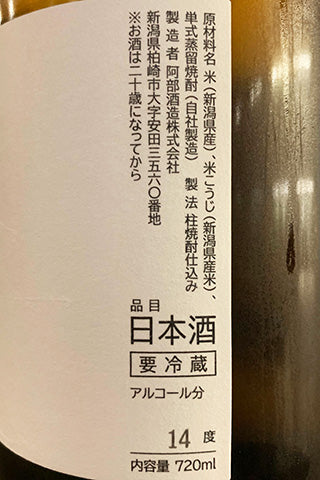 原材料名 米（新潟県産）、米こうじ（新潟県産米）、
単式蒸留焼酎（自社製造） 製 法 柱焼酎仕込み
製 造 者 阿部酒造株式会社
新潟県柏崎市大字安田三五六〇番地
※お酒は二十歳になってから
品 目
日本酒
要冷蔵
アルコール分
14 度
内容量 720ml